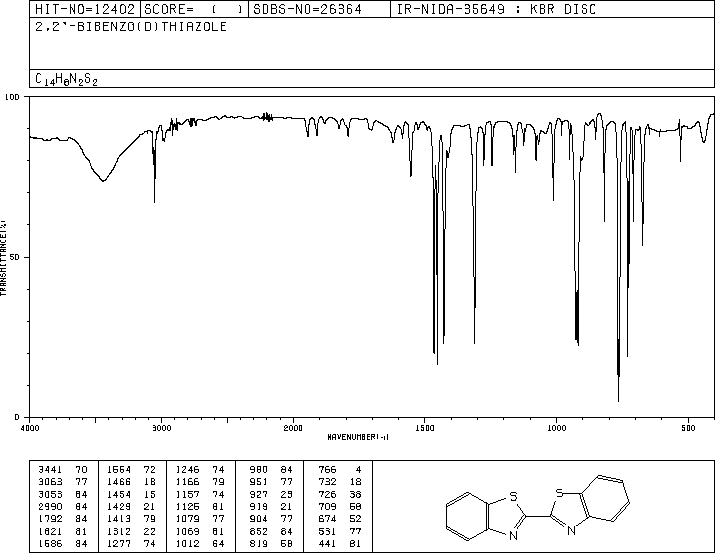 HIT-NO=12402 SCORE= ( ) SDBS-NO=26364 IR-NIDA-35649 : KBR DISC
2,2'-BIBENZO(D)THIAZOLE
C14H8N2S2
100
50
0
TRANSMITTANCE(%)
4000 3000 2000 1500 1000 500
WAVENUMBER(-1)
3441 70 1554 72 1246 74 980 84 766 4
3063 77 1466 18 1166 79 951 77 732 18
3053 64 1454 15 1157 74 927 23 726 36
2990 84 1429 21 1126 81 919 21 709 58
1792 84 1413 79 1079 77 904 77 674 52
1621 81 1312 22 1069 81 852 84 531 77
1586 84 1277 74 1012 64 819 58 441 81
S S
N N